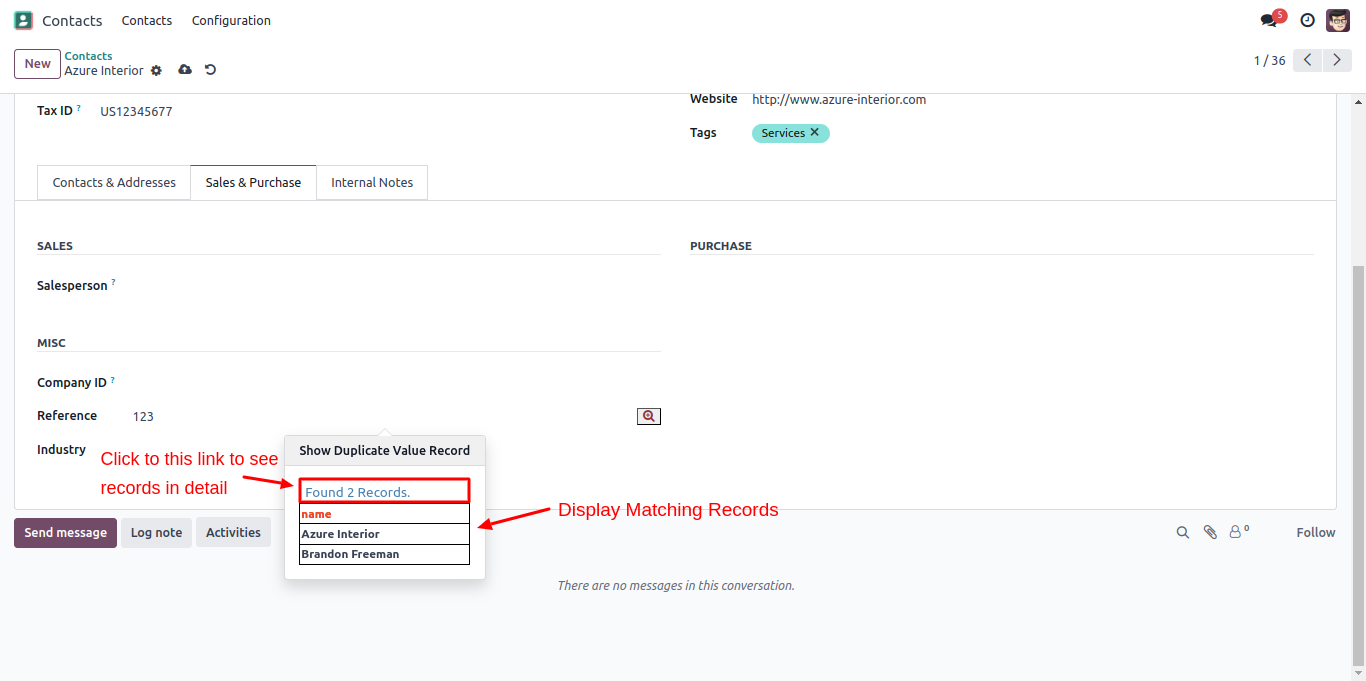 Contacts Contacts Configuration 5
New Contacts 1 / 36
Azure Interior
Tax ID ? US12345677
Website http://www.azure-interior.com
Tags Services ✕
Contacts & Addresses Sales & Purchase Internal Notes
SALES
PURCHASE
Salesperson ?
MISC
Company ID ?
Reference 123
Industry
Click to this link to see
records in detail
Show Duplicate Value Record
Found 2 Records.
name
Azure Interior
Brandon Freeman
Display Matching Records
Send message Log note Activities 0 Follow
There are no messages in this conversation.